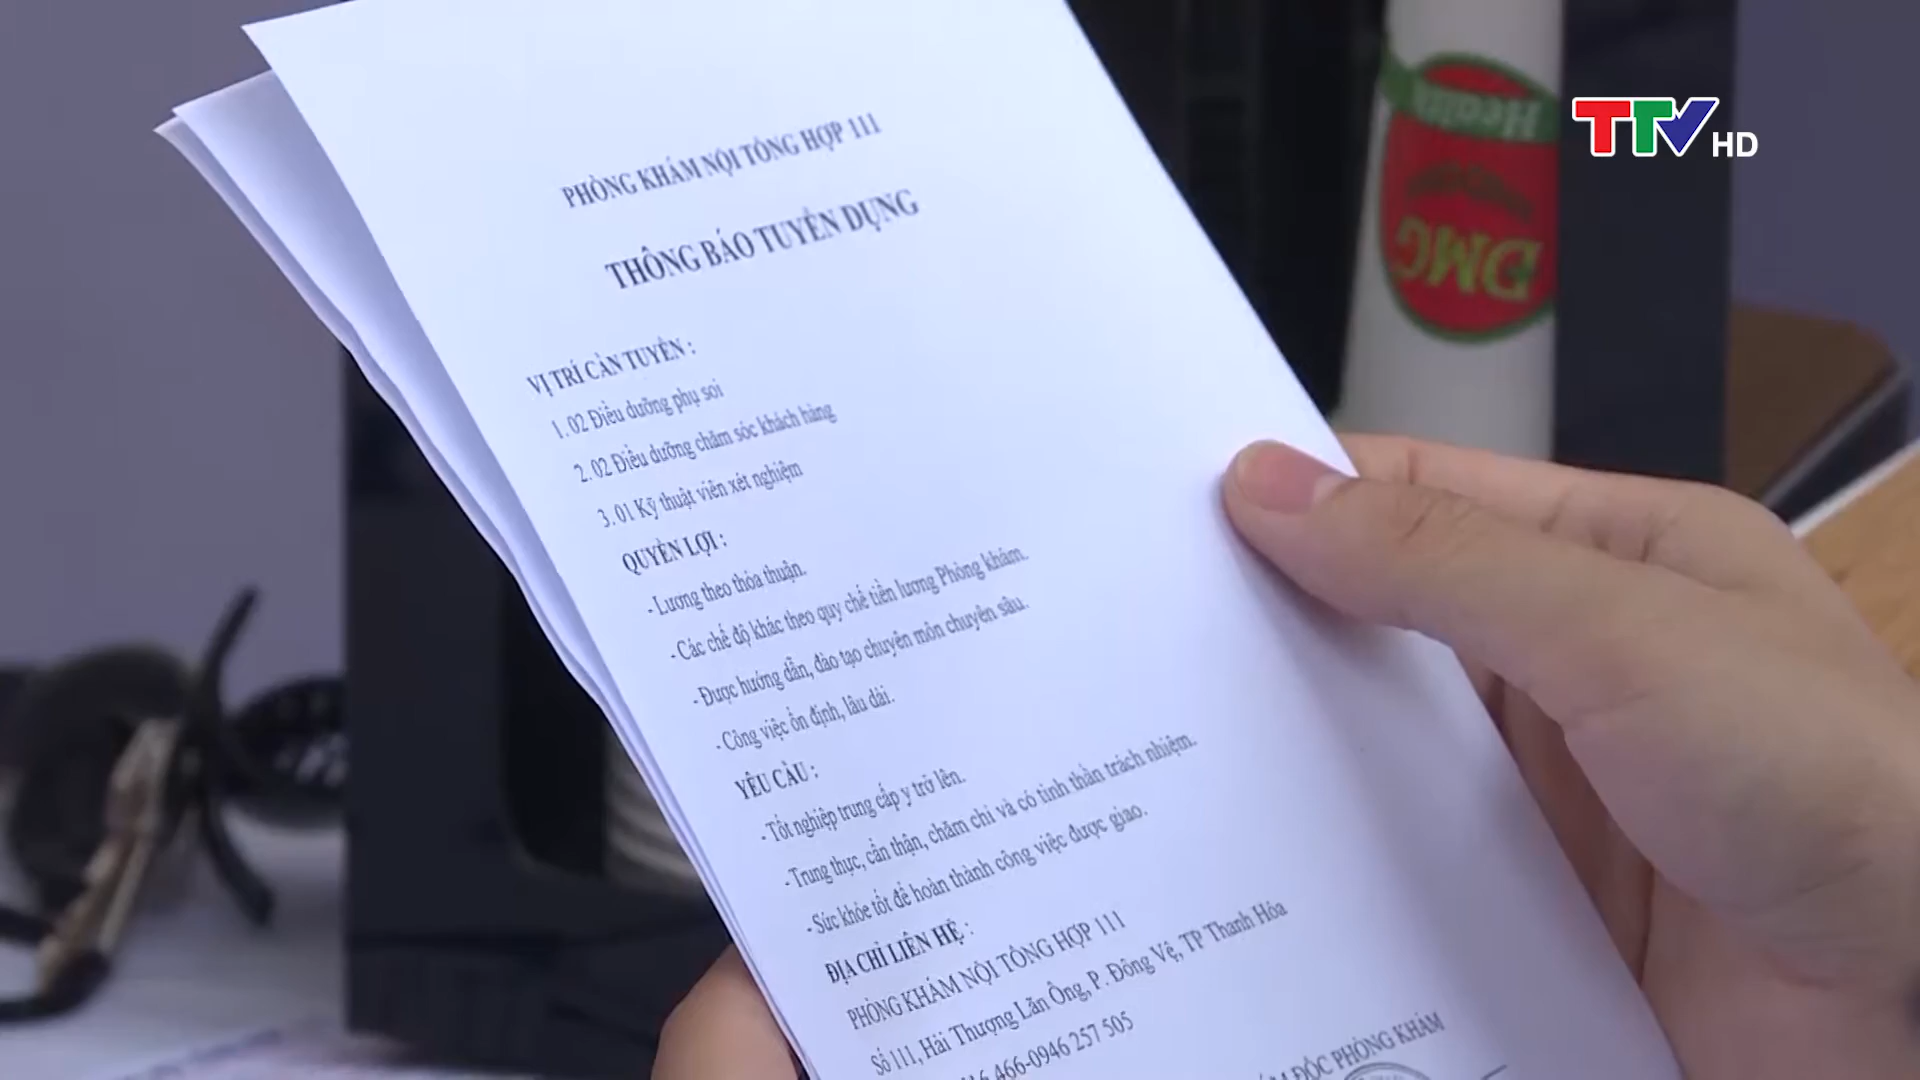 PHÒNG KHÁM NỘI TỔNG HỢP 111
THÔNG BÁO TUYỂN DỤNG
VỊ TRÍ CẦN TUYỂN :
1. 02 Điều dưỡng phụ soi
2. 02 Điều dưỡng chăm sóc khách hàng
3. 01 Kỹ thuật viên xét nghiệm
QUYỀN LỢI :
- Lương theo thỏa thuận.
- Các chế độ khác theo quy chế tiền lương Phòng khám.
- Được hướng dẫn, đào tạo chuyên môn chuyên sâu.
- Công việc ổn định, lâu dài.
YÊU CẦU :
- Tốt nghiệp trung cấp y trở lên.
- Trung thực, cẩn thận, chăm chỉ và có tinh thần trách nhiệm.
- Sức khỏe tốt để hoàn thành công việc được giao.
ĐỊA CHỈ LIÊN HỆ :
PHÒNG KHÁM NỘI TỔNG HỢP 111
Số 111, Hải Thượng Lãn Ông, P. Đông Vệ, TP Thanh Hóa
466-0946 257 505
ĐỐC PHÒNG KHÁM
TTV HD
Health
DMG